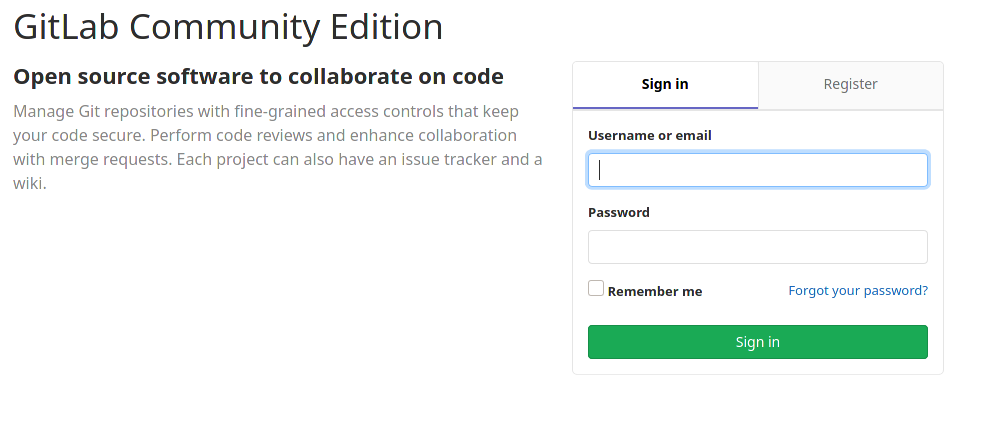 GitLab Community Edition
Open source software to collaborate on code
Manage Git repositories with fine-grained access controls that keep
your code secure. Perform code reviews and enhance collaboration
with merge requests. Each project can also have an issue tracker and a
wiki.
Sign in
Register
Username or email
Password
Remember me
Forgot your password?
Sign in